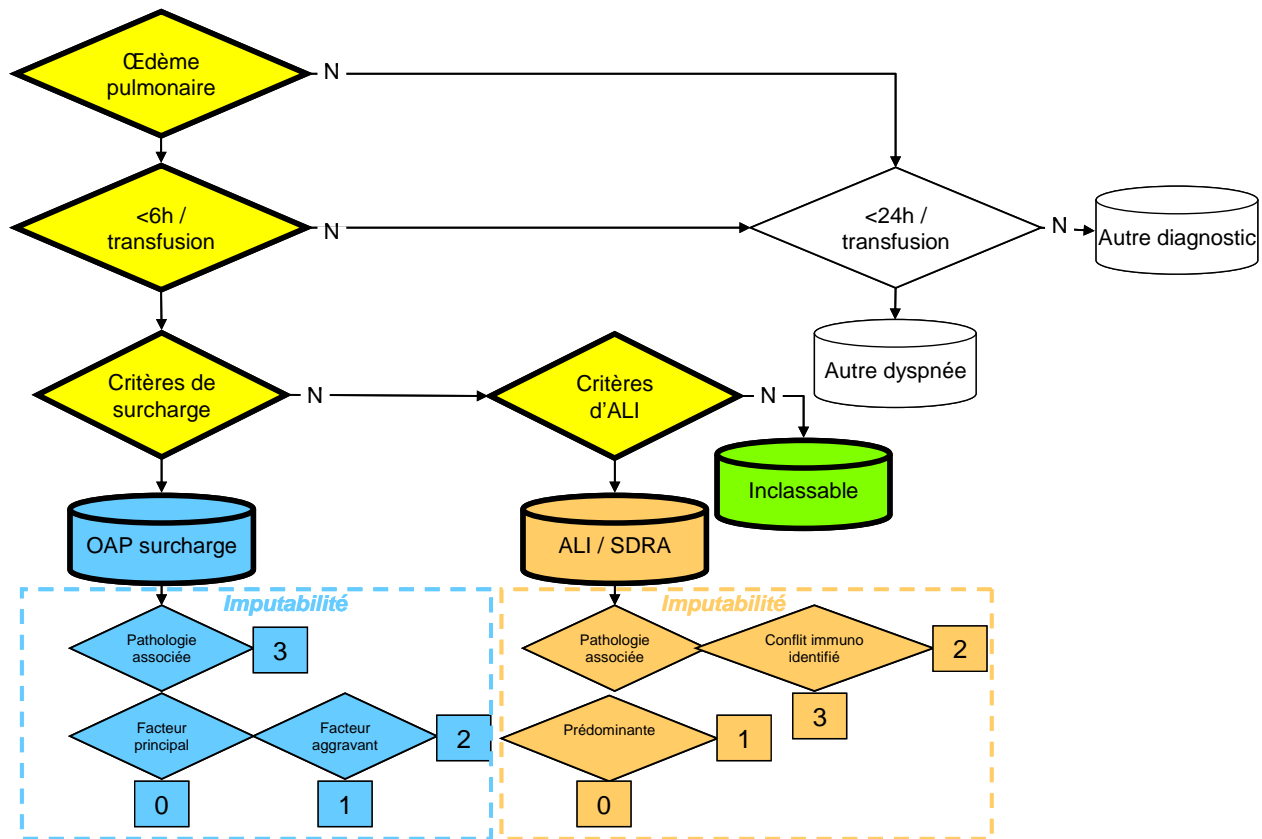 Œdème
pulmonaire
N
<6h /
transfusion
N
<24h /
transfusion
N
Autre diagnostic
Autre dyspnée
Critères de
surcharge
N
Critères
d’ALI
N
Inclassable
OAP surcharge
ALI / SDRA
Imputabilité
Pathologie
associée
3
Facteur
principal
Facteur
aggravant
2
0
1
Imputabilité
Pathologie
associée
Conflit immuno
identifié
2
3
Prédominante
1
0